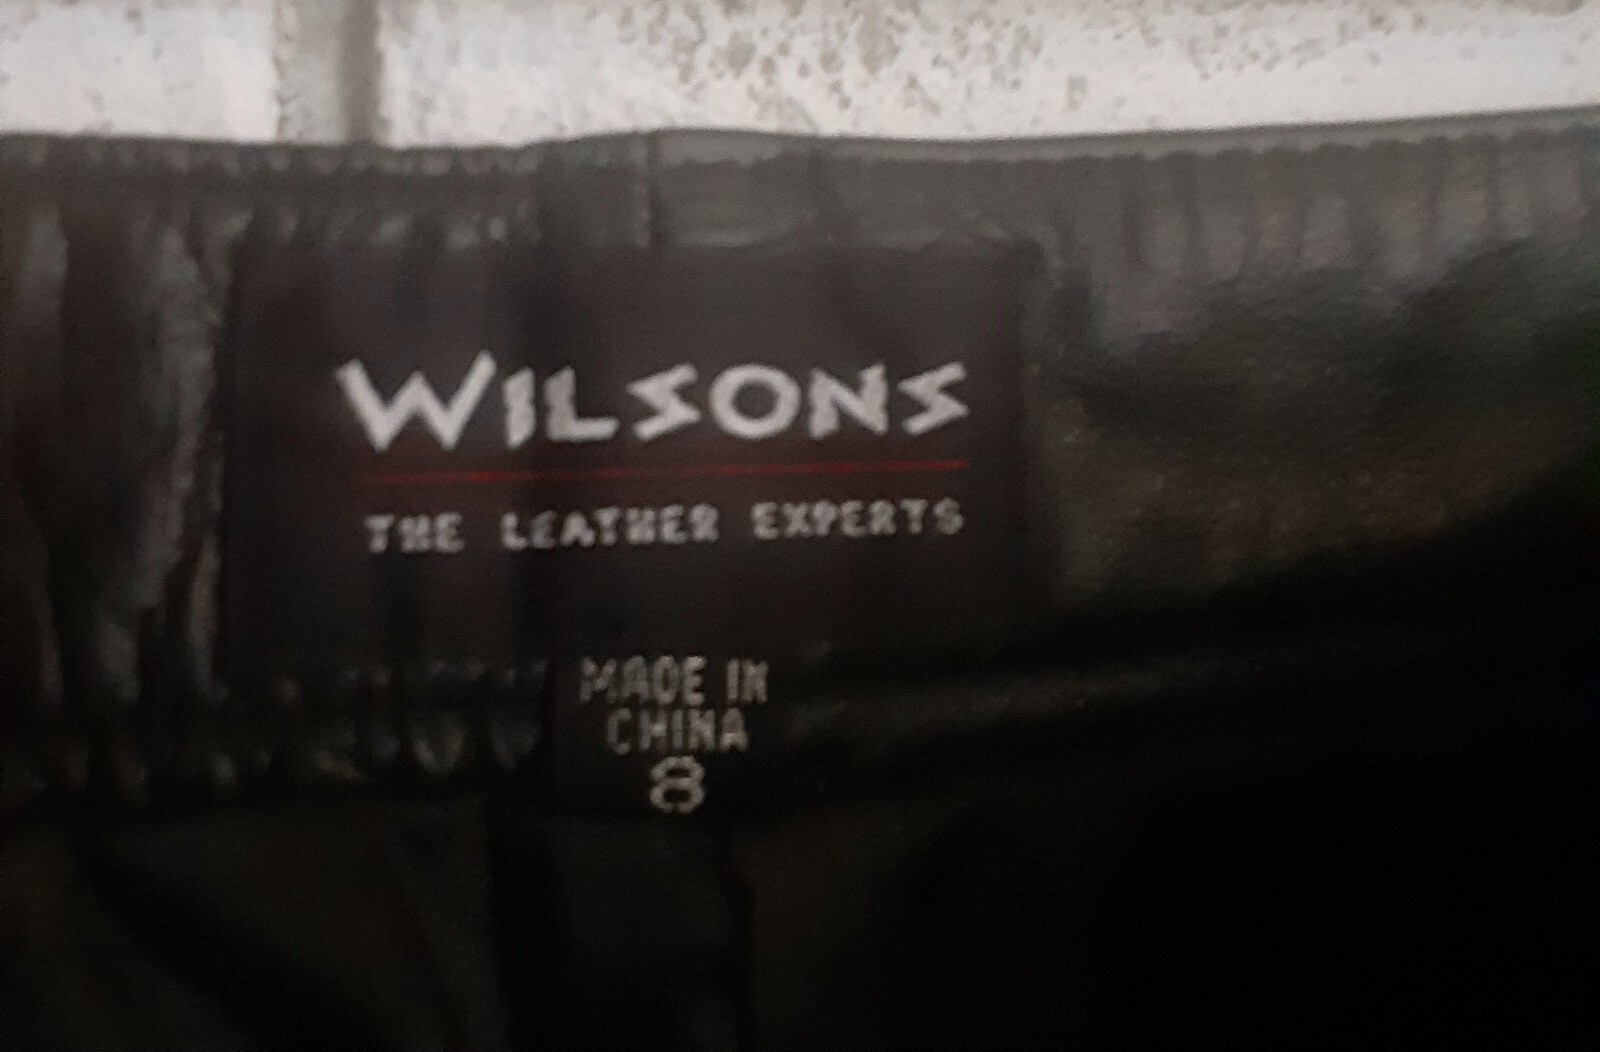 WILSONS
THE LEATHER EXPERTS
MADE IN
CHINA
8